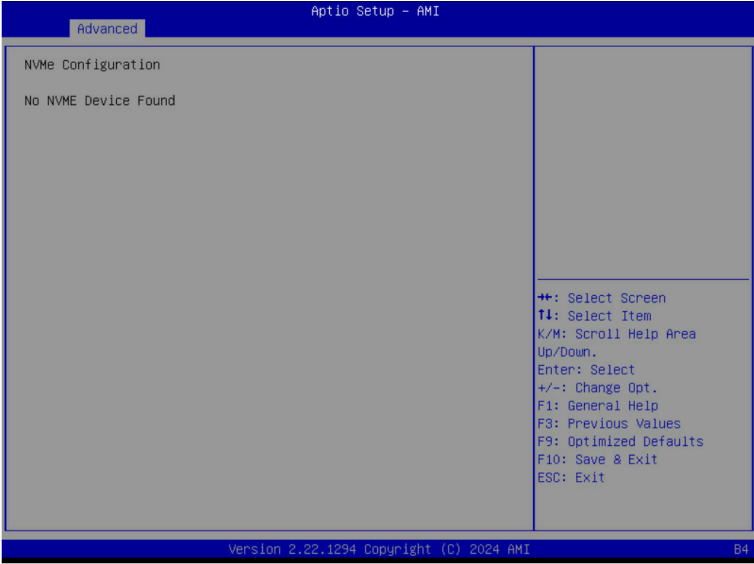 Aptio Setup – AMI
Advanced
NVMe Configuration
No NVME Device Found
→←: Select Screen
↑↓: Select Item
K/M: Scroll Help Area
Up/Down.
Enter: Select
+/-: Change Opt.
F1: General Help
F3: Previous Values
F9: Optimized Defaults
F10: Save & Exit
ESC: Exit
Version 2.22.1294 Copyright (C) 2024 AMI
B4